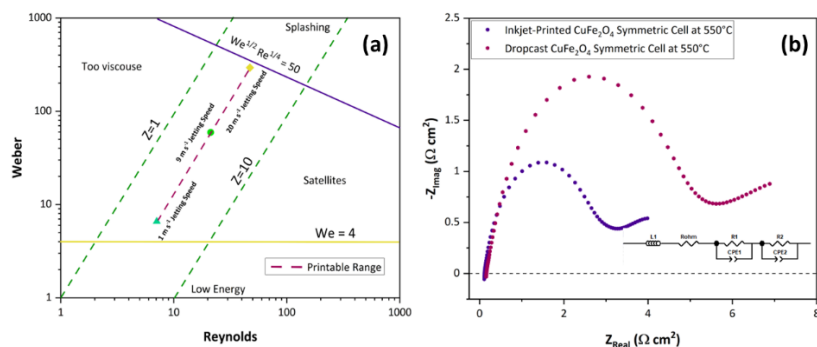 (a)
Splashing
We1/2 Re1/4 = 50
Too viscouse
Z=1
9 m s-1 Jetting Speed
20 m s-1 Jetting Speed
Z=10
1 m s-1 Jetting Speed
Satellites
We = 4
Printable Range
Low Energy
Weber
1000
100
10
1
1
10
100
1000
Reynolds
(b)
Inkjet-Printed CuFe2O4 Symmetric Cell at 550°C
Dropcast CuFe2O4 Symmetric Cell at 550°C
-ZImag (Ω cm2)
2.5
2
1.5
1
0.5
0
L1
Rohm
R1
R2
CPE1
CPE2
0
2
4
6
8
ZReal (Ω cm2)